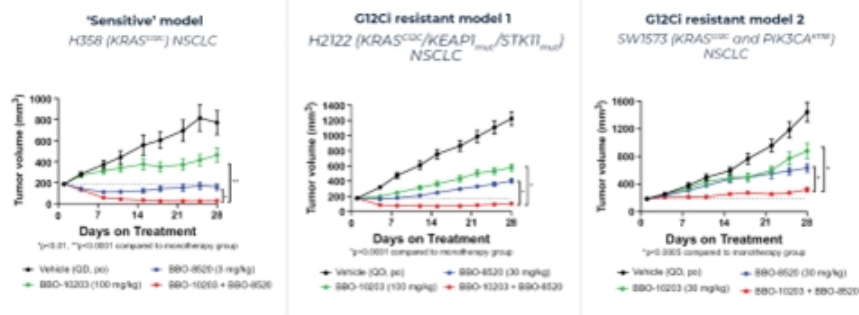 'Sensitive' model
H358 (KRAS^G12C) NSCLC
Tumor volume (mm³)
1000
800
600
400
200
0
0 7 14 21 28
Days on Treatment
*p<0.01, **p<0.0001 compared to monotherapy group
Vehicle (QD, po)
BBO-8520 (3 mg/kg)
BBO-10203 (100 mg/kg)
BBO-10203 + BBO-8520
G12Ci resistant model 1
H2122 (KRAS^G12C/KEAP1mut/STK11mut)
NSCLC
Tumor volume (mm³)
1400
1200
1000
800
600
400
200
0
0 7 14 21 28
Days on Treatment
*p<0.0001 compared to monotherapy group
Vehicle (QD, po)
BBO-8520 (30 mg/kg)
BBO-10203 (100 mg/kg)
BBO-10203 + BBO-8520
G12Ci resistant model 2
SW1573 (KRAS^G12C and PIK3CA
NSCLC
Tumor volume (mm³)
1600
1200
800
400
0
0 7 14 21 28
Days on Treatment
*p<0.0005 compared to monotherapy group
Vehicle (QD, po)
BBO-8520 (30 mg/kg)
BBO-10203 (30 mg/kg)
BBO-10203 + BBO-8520